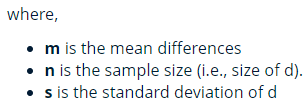 where,
• m is the mean differences
• n is the sample size (i.e., size of d).
• s is the standard deviation of d